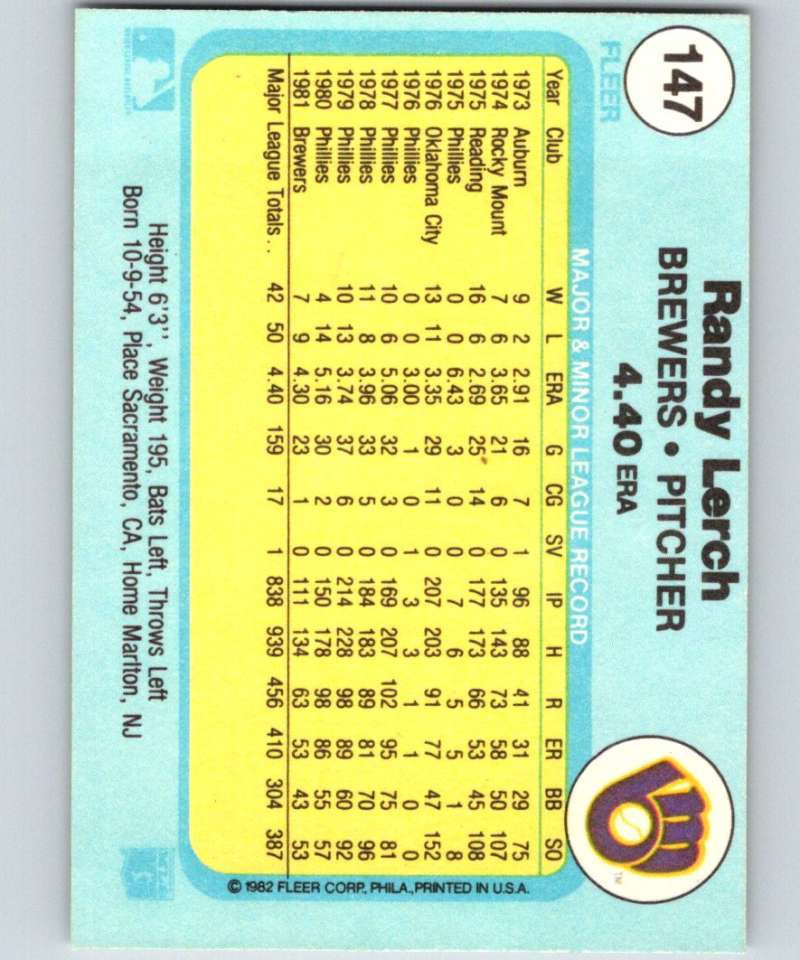 147
FLEER
Randy Lerch
BREWERS • PITCHER
4.40 ERA
TM
MAJOR & MINOR LEAGUE RECORD
Year Club W L ERA G CG SV IP H R ER BB SO
1973 Auburn 9 2 2.91 16 7 1 96 88 41 31 29 75
1974 Rocky Mount 7 6 3.65 21 6 0 135 143 73 58 50 107
1975 Reading 16 6 2.69 25 14 0 177 173 66 53 45 108
1975 Phillies 0 0 6.43 3 0 0 7 6 5 5 1 8
1976 Oklahoma City 13 11 3.35 29 11 0 207 203 91 77 47 152
1976 Phillies 0 0 3.00 1 0 1 3 3 1 1 0 0
1977 Phillies 10 6 5.06 32 3 0 169 207 102 95 75 81
1978 Phillies 11 8 3.96 33 5 0 184 183 89 81 70 96
1979 Phillies 10 13 3.74 37 6 0 214 228 98 89 60 92
1980 Phillies 4 14 5.16 30 2 0 150 178 98 86 55 57
1981 Brewers 7 9 4.30 23 1 0 111 134 63 53 43 53
Major League Totals . . 42 50 4.40 159 17 1 838 939 456 410 304 387
© 1982 FLEER CORP., PHILA., PRINTED IN U.S.A.
Height 6'3'', Weight 195, Bats Left, Throws Left
Born 10-9-54, Place Sacramento, CA, Home Marlton, NJ